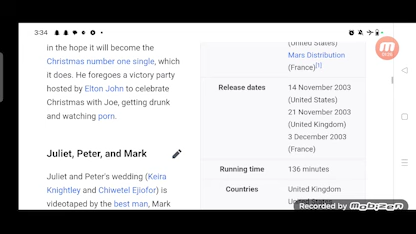 3:34
in the hope it will become the
Christmas number one single, which
it does. He foregoes a victory party
hosted by Elton John to celebrate
Christmas with Joe, getting drunk
and watching porn.
Juliet, Peter, and Mark
Juliet and Peter's wedding (Keira
Knightley and Chiwetel Ejiofor) is
videotaped by the best man, Mark
(United States)
Mars Distribution
(France)[1]
Release dates
14 November 2003
(United States)
21 November 2003
(United Kingdom)
3 December 2003
(France)
Running time
136 minutes
Countries
United Kingdom
United States
Recorded by Mobizen